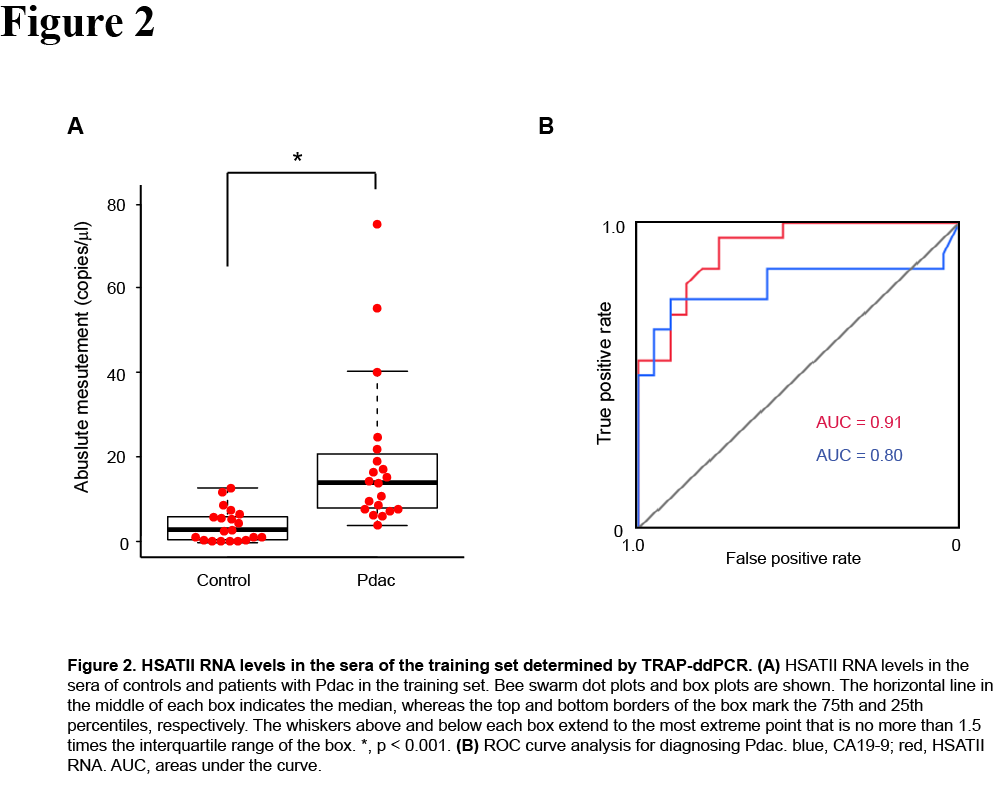 Figure 2
A
B
*
Abuslute mesutement (copies/µl)
80
60
40
20
0
Control
Pdac
True positive rate
1.0
0
AUC = 0.91
AUC = 0.80
1.0
0
False positive rate
Figure 2. HSATII RNA levels in the sera of the training set determined by TRAP-ddPCR. (A) HSATII RNA levels in the
sera of controls and patients with Pdac in the training set. Bee swarm dot plots and box plots are shown. The horizontal line in
the middle of each box indicates the median, whereas the top and bottom borders of the box mark the 75th and 25th
percentiles, respectively. The whiskers above and below each box extend to the most extreme point that is no more than 1.5
times the interquartile range of the box. *, p < 0.001. (B) ROC curve analysis for diagnosing Pdac. blue, CA19-9; red, HSATII
RNA. AUC, areas under the curve.